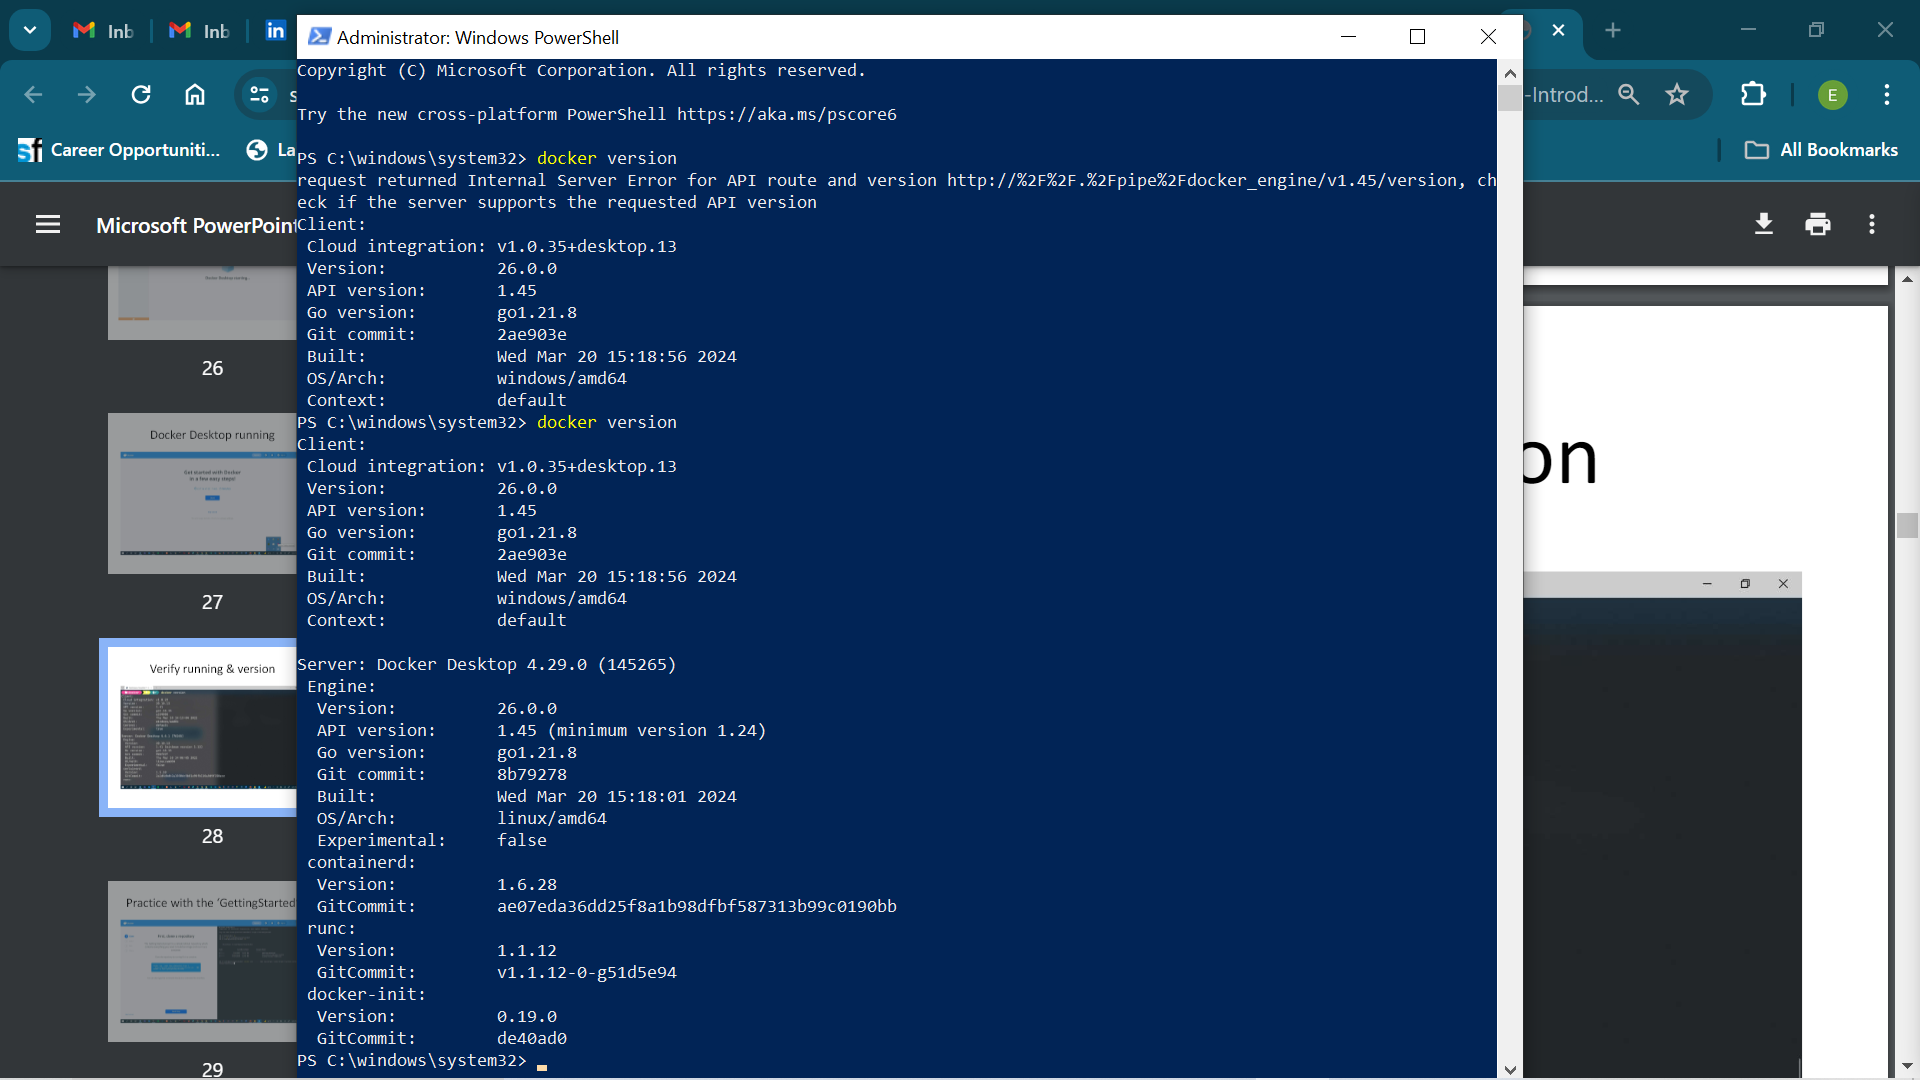 Inb
Inb
in
Administrator: Windows PowerShell
-Introd...
E
sf Career Opportuniti...
La
All Bookmarks
Microsoft PowerPoint
26
Docker Desktop running
Get started with Docker
in a few easy steps!
27
Verify running & version
28
Practice with the ‘GettingStarted
29
Copyright (C) Microsoft Corporation. All rights reserved.
Try the new cross-platform PowerShell https://aka.ms/pscore6
PS C:\windows\system32> docker version
request returned Internal Server Error for API route and version http://%2F%2F.%2Fpipe%2Fdocker_engine/v1.45/version, ch
eck if the server supports the requested API version
Client:
Cloud integration: v1.0.35+desktop.13
Version: 26.0.0
API version: 1.45
Go version: go1.21.8
Git commit: 2ae903e
Built: Wed Mar 20 15:18:56 2024
OS/Arch: windows/amd64
Context: default
PS C:\windows\system32> docker version
Client:
Cloud integration: v1.0.35+desktop.13
Version: 26.0.0
API version: 1.45
Go version: go1.21.8
Git commit: 2ae903e
Built: Wed Mar 20 15:18:56 2024
OS/Arch: windows/amd64
Context: default
Server: Docker Desktop 4.29.0 (145265)
Engine:
Version: 26.0.0
API version: 1.45 (minimum version 1.24)
Go version: go1.21.8
Git commit: 8b79278
Built: Wed Mar 20 15:18:01 2024
OS/Arch: linux/amd64
Experimental: false
containerd:
Version: 1.6.28
GitCommit: ae07eda36dd25f8a1b98dfbf587313b99c0190bb
runc:
Version: 1.1.12
GitCommit: v1.1.12-0-g51d5e94
docker-init:
Version: 0.19.0
GitCommit: de40ad0
PS C:\windows\system32>
on